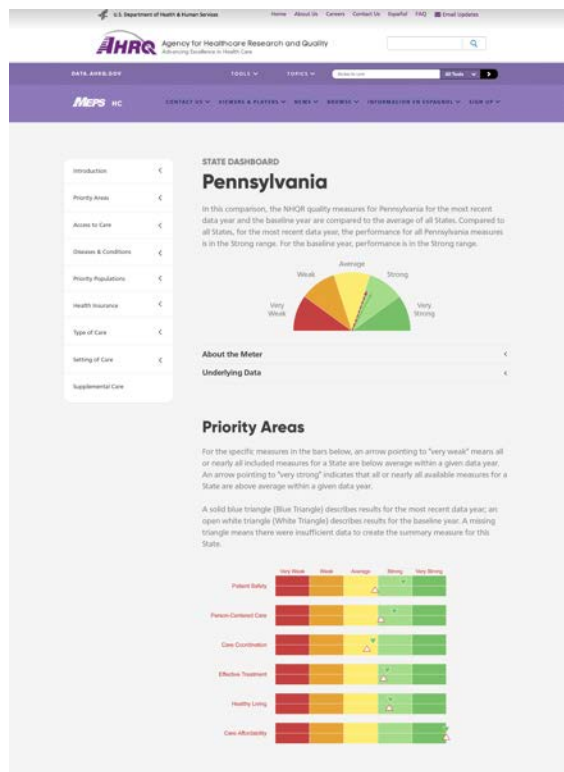 U.S. Department of Health & Human Services
Home About Us Careers Contact Us Español FAQ Email Updates
AHRQ Agency for Healthcare Research and Quality
Advancing Excellence in Health Care
DATA.AHRQ.GOV TOOLS TOPICS All Tools
MEPS HC CONTACT US VIEWERS & PLAYERS NEWS BROWSE INFORMACION EN ESPAGNOL SIGN UP
Introduction
Priority Areas
Access to Care
Diseases & Conditions
Priority Populations
Health Insurance
Type of Care
Setting of Care
Supplemental Care
STATE DASHBOARD
Pennsylvania
In this comparison, the NHQR quality measures for Pennsylvania for the most recent
data year and the baseline year are compared to the average of all States. Compared to
all States, for the most recent data year, the performance for all Pennsylvania measures
is in the Strong range. For the baseline year, performance is in the Strong range.
Average
Weak Strong
Very Weak Very Strong
About the Meter
Underlying Data
Priority Areas
For the specific measures in the bars below, an arrow pointing to "very weak" means all
or nearly all included measures for a State are below average within a given data year.
An arrow pointing to "very strong" indicates that all or nearly all available measures for a
State are above average within a given data year.
A solid blue triangle (Blue Triangle) describes results for the most recent data year; an
open white triangle (White Triangle) describes results for the baseline year. A missing
triangle means there were insufficient data to create the summary measure for this
State.
Very Weak Weak Average Strong Very Strong
Patient Safety
Person-Centered Care
Care Coordination
Effective Treatment
Healthy Living
Care Affordability